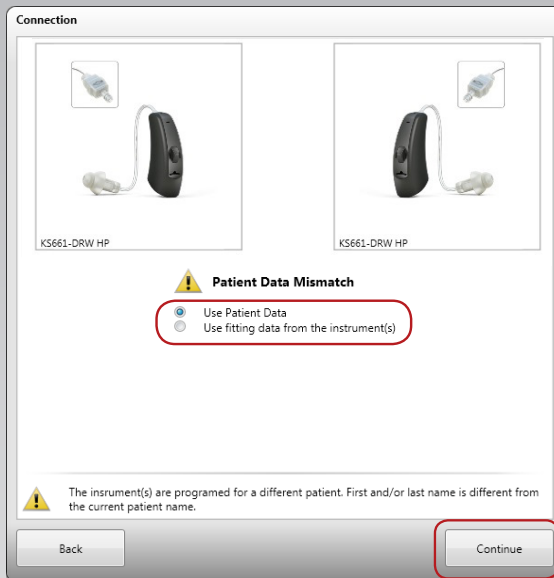 Connection
KS661-DRW HP
KS661-DRW HP
Patient Data Mismatch
Use Patient Data
Use fitting data from the instrument(s)
The insrument(s) are programed for a different patient. First and/or last name is different from
the current patient name.
Back
Continue